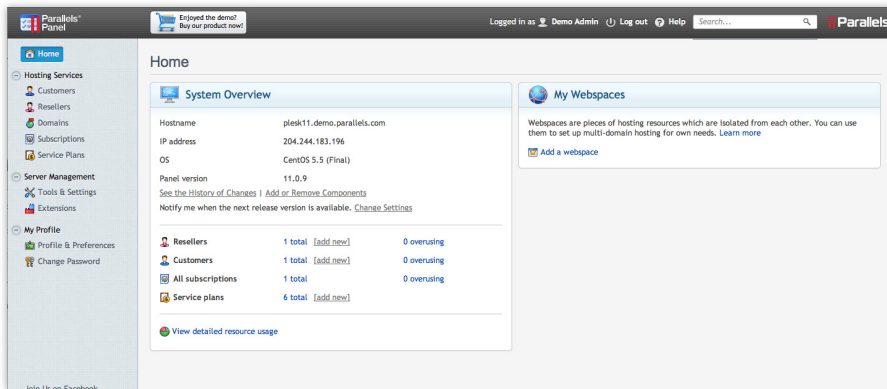 Parallels® Panel
Enjoyed the demo? Buy our product now!
Logged in as Demo Admin Log out Help Search... Parallels
Home
Hosting Services
Customers
Resellers
Domains
Subscriptions
Service Plans
Server Management
Tools & Settings
Extensions
My Profile
Profile & Preferences
Change Password
Join Us on Facebook
Home
System Overview
Hostname plesk11.demo.parallels.com
IP address 204.244.183.196
OS CentOS 5.5 (Final)
Panel version 11.0.9
See the History of Changes | Add or Remove Components
Notify me when the next release version is available. Change Settings
Resellers 1 total [add new] 0 overusing
Customers 1 total [add new] 0 overusing
All subscriptions 1 total 0 overusing
Service plans 6 total [add new]
View detailed resource usage
My Webspaces
Webspaces are pieces of hosting resources which are isolated from each other. You can use
them to set up multi-domain hosting for own needs. Learn more
Add a webspace